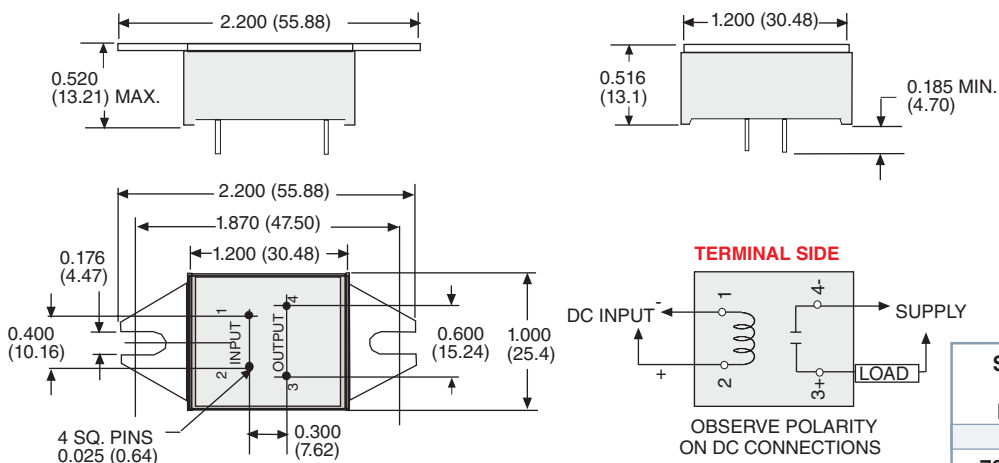 2.200 (55.88)
0.520
(13.21) MAX.
1.200 (30.48)
0.516
(13.1)
0.185 MIN.
(4.70)
2.200 (55.88)
1.870 (47.50)
1.200 (30.48)
0.176
(4.47)
0.400
(10.16)
1
2
INPUT
OUTPUT
4
3
0.600
(15.24)
1.000
(25.4)
4 SQ. PINS
0.025 (0.64)
0.300
(7.62)
TERMINAL SIDE
DC INPUT
-
+
1
2
4-
3+
SUPPLY
LOAD
OBSERVE POLARITY
ON DC CONNECTIONS
S